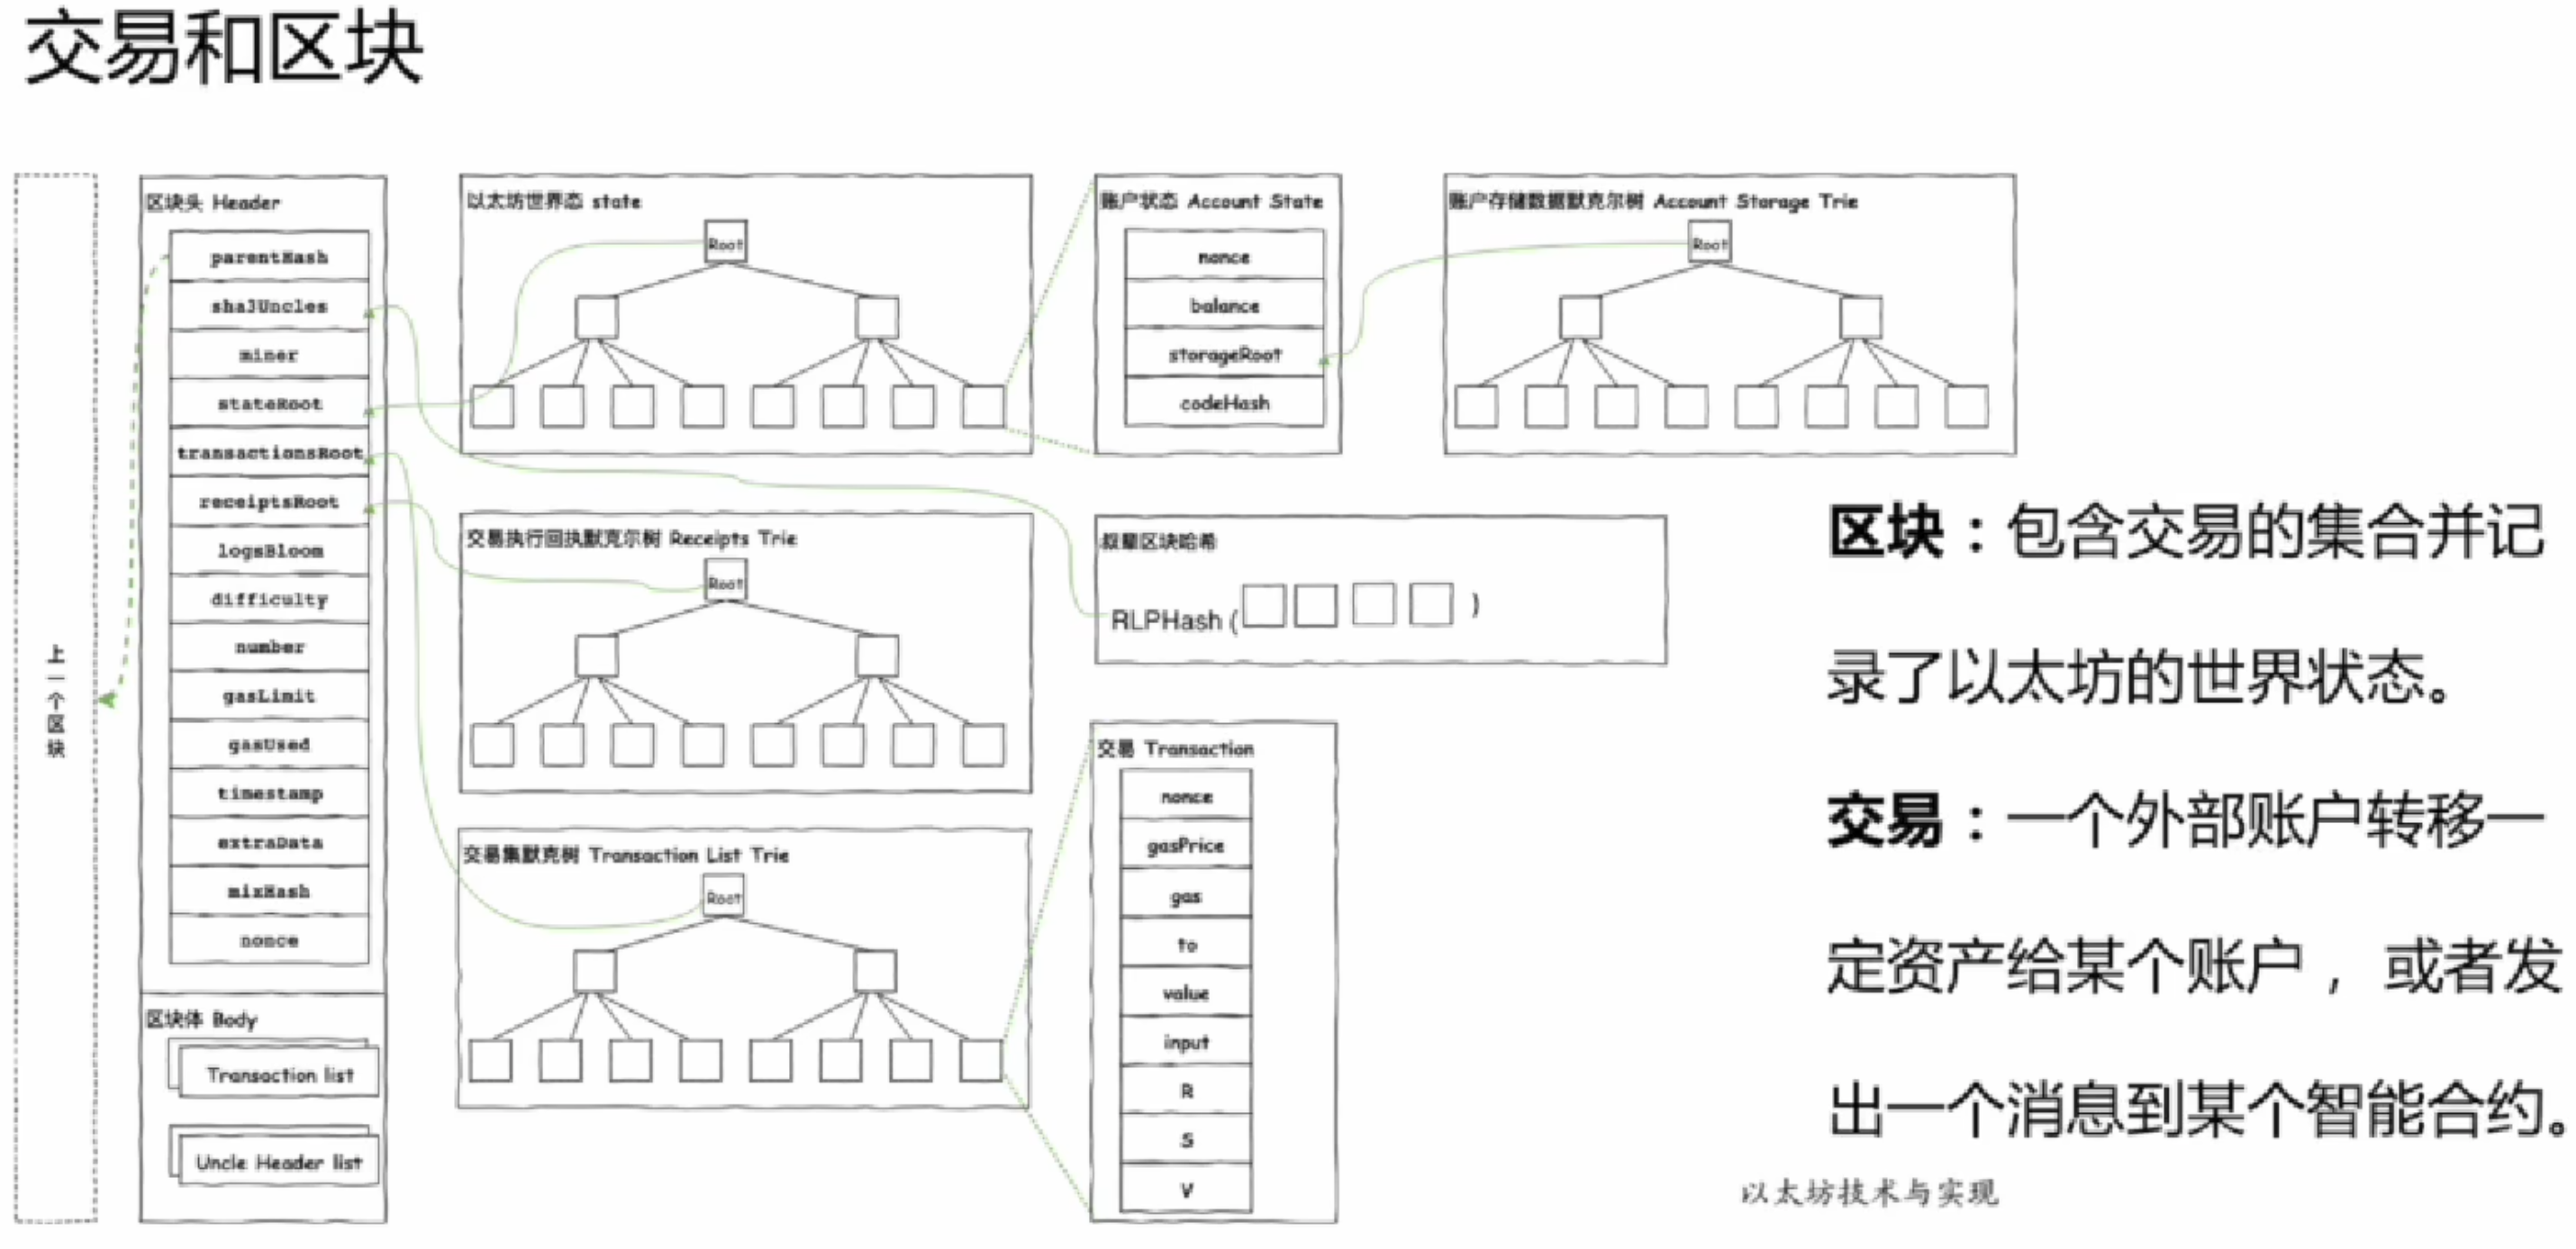 交易和区块
上一个区块
区块头 Header
parentHash
sha3Uncles
miner
stateRoot
transactionsRoot
receiptsRoot
logsBloom
difficulty
number
gasLimit
gasUsed
timestamp
extraData
mixHash
nonce
区块体 Body
Transaction list
Uncle Header list
以太坊世界态 state
Root
交易执行回执默克尔树 Receipts Trie
Root
交易集默克树 Transaction List Trie
Root
账户状态 Account State
nonce
balance
storageRoot
codeHash
账户存储数据默克尔树 Account Storage Trie
Root
叔辈区块哈希
RLPHash ( )
交易 Transaction
nonce
gasPrice
gas
to
value
input
R
S
V
区块：包含交易的集合并记
录了以太坊的世界状态。
交易：一个外部账户转移一
定资产给某个账户，或者发
出一个消息到某个智能合约。
以太坊技术与实现